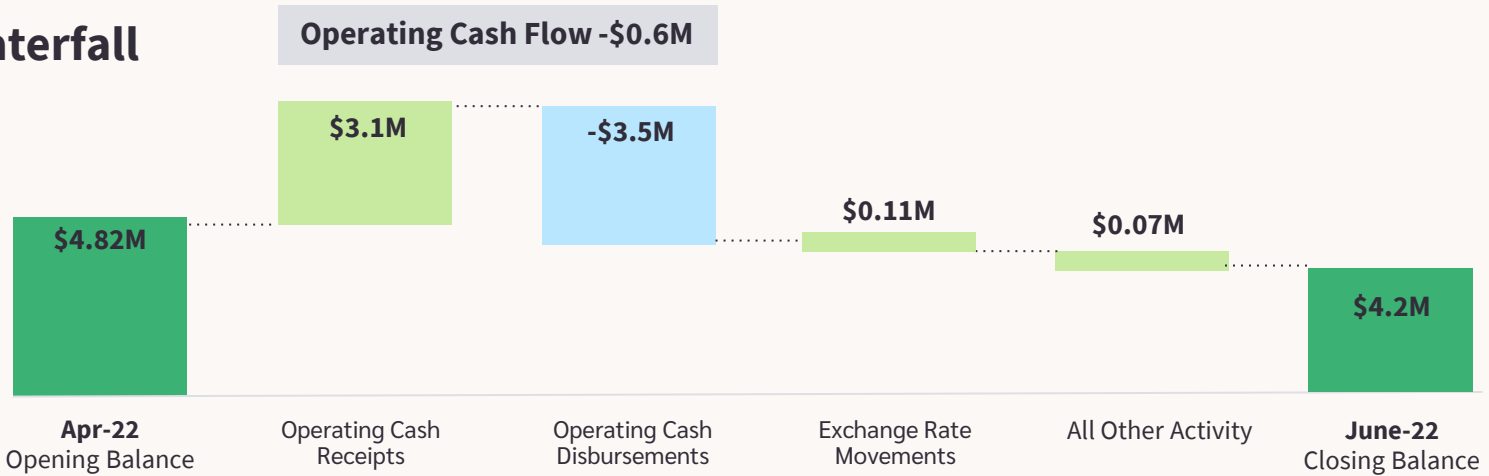 terfall
Operating Cash Flow -$0.6M
$3.1M
-$3.5M
$4.82M
$0.11M
$0.07M
$4.2M
Apr-22
Opening Balance
Operating Cash
Receipts
Operating Cash
Disbursements
Exchange Rate
Movements
All Other Activity
June-22
Closing Balance